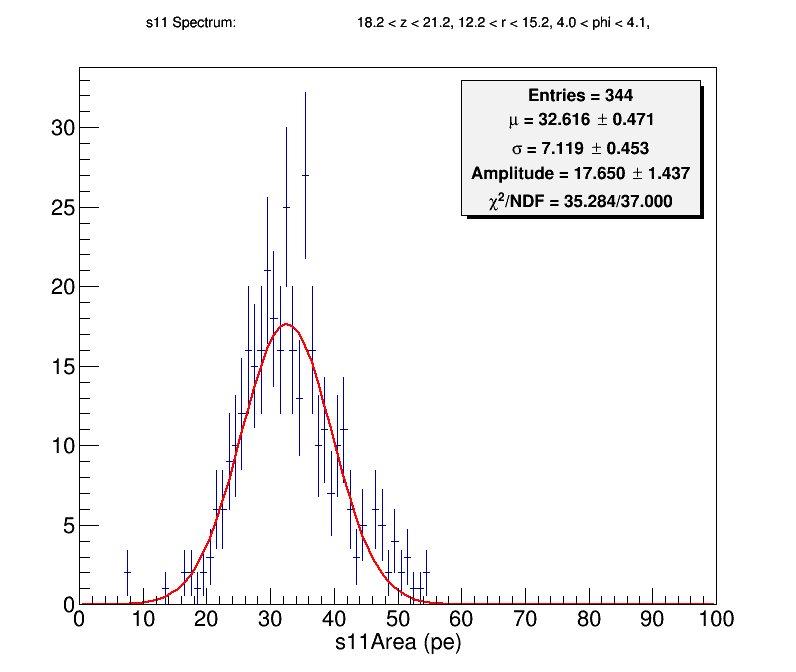 s11 Spectrum: 18.2 < z < 21.2, 12.2 < r < 15.2, 4.0 < phi < 4.1,
Entries = 344
μ = 32.616 ± 0.471
σ = 7.119 ± 0.453
Amplitude = 17.650 ± 1.437
χ²/NDF = 35.284/37.000
30
25
20
15
10
5
0
0 10 20 30 40 50 60 70 80 90 100
s11Area (pe)